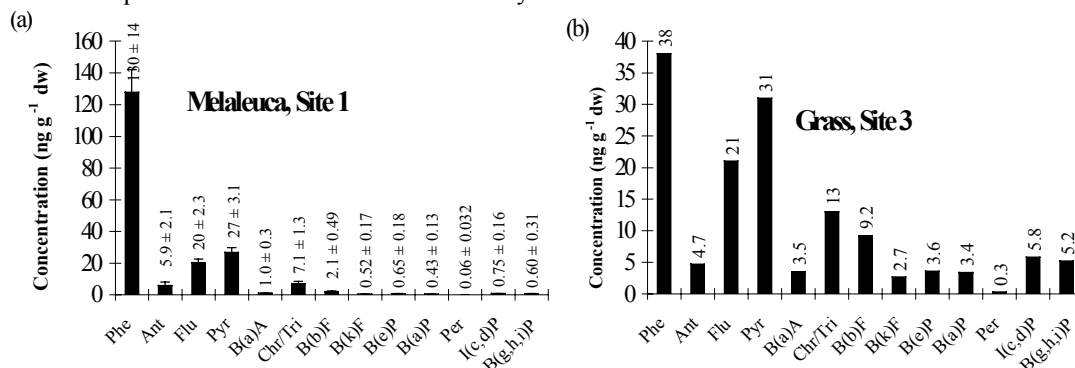 (a)
160
140
120
100
80
60
40
20
0
Concentration (ng g⁻¹ dw)
Melaleuca, Site 1
130 ± 14
5.9 ± 2.1
20 ± 2.3
27 ± 3.1
1.0 ± 0.3
7.1 ± 1.3
2.1 ± 0.49
0.52 ± 0.17
0.65 ± 0.18
0.43 ± 0.13
0.06 ± 0.032
0.75 ± 0.16
0.60 ± 0.31
Phe
Ant
Flu
Pyr
B(a)A
Chr/Tri
B(b)F
B(k)F
B(e)P
B(a)P
Per
I(c,d)P
B(g,h,i)P
(b)
40
35
30
25
20
15
10
5
0
Concentration (ng g⁻¹ dw)
Grass, Site 3
38
4.7
21
31
3.5
13
9.2
2.7
3.6
3.4
0.3
5.8
5.2
Phe
Ant
Flu
Pyr
B(a)A
Chr/Tri
B(b)F
B(k)F
B(e)P
B(a)P
Per
I(c,d)P
B(g,h,i)P